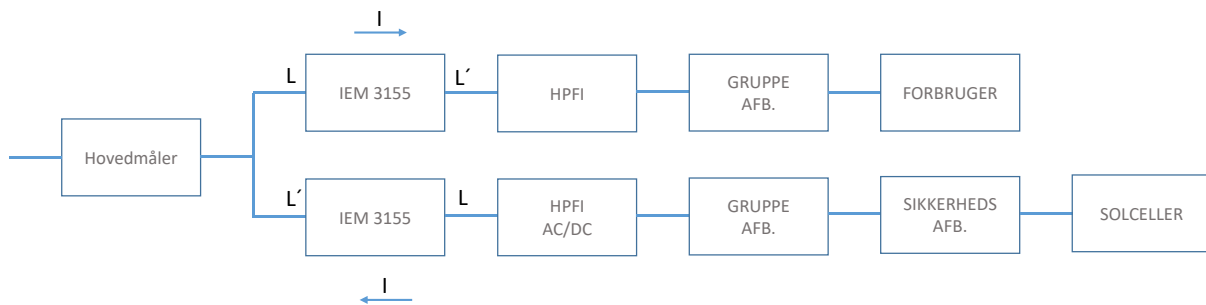 I
L
IEM 3155
L´
HPFI
GRUPPE
AFB.
FORBRUGER
Hovedmåler
L´
IEM 3155
L
HPFI
AC/DC
GRUPPE
AFB.
SIKKERHEDS
AFB.
SOLCELLER
I